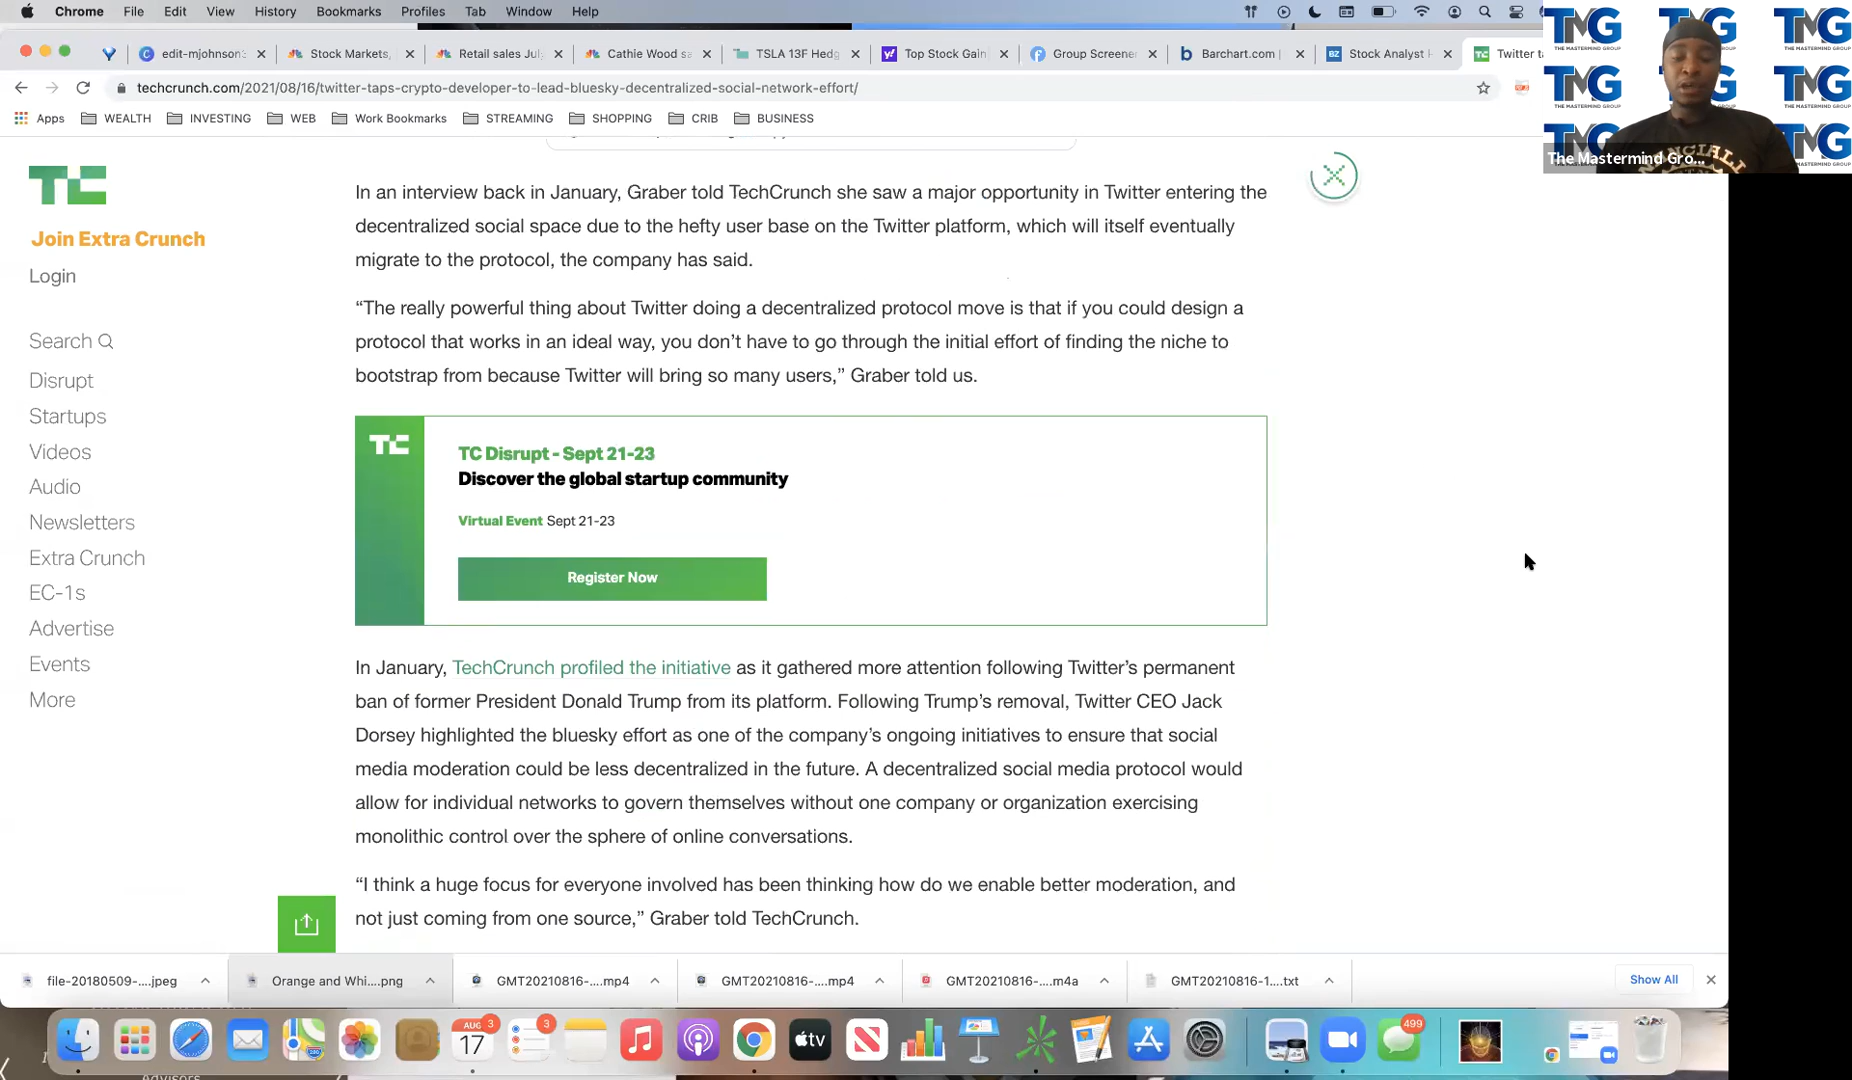 Chrome File Edit View History Bookmarks Profiles Tab Window Help
edit-mjohnson: Stock Markets, Retail sales July, Cathie Wood sa TSLA 13F Hedg Top Stock Gain Group Screener Barchart.com | Stock Analyst Twitter ta
techcrunch.com/2021/08/16/twitter-taps-crypto-developer-to-lead-bluesky-decentralized-social-network-effort/
Apps WEALTH INVESTING WEB Work Bookmarks STREAMING SHOPPING CRIB BUSINESS
TMG
THE MASTERMIND GROUP
The Mastermind Gro...
TC
Join Extra Crunch
Login
Search
Disrupt
Startups
Videos
Audio
Newsletters
Extra Crunch
EC-1s
Advertise
Events
More
In an interview back in January, Graber told TechCrunch she saw a major opportunity in Twitter entering the
decentralized social space due to the hefty user base on the Twitter platform, which will itself eventually
migrate to the protocol, the company has said.
“The really powerful thing about Twitter doing a decentralized protocol move is that if you could design a
protocol that works in an ideal way, you don’t have to go through the initial effort of finding the niche to
bootstrap from because Twitter will bring so many users,” Graber told us.
TC
TC Disrupt - Sept 21-23
Discover the global startup community
Virtual Event Sept 21-23
Register Now
In January, TechCrunch profiled the initiative as it gathered more attention following Twitter’s permanent
ban of former President Donald Trump from its platform. Following Trump’s removal, Twitter CEO Jack
Dorsey highlighted the bluesky effort as one of the company’s ongoing initiatives to ensure that social
media moderation could be less decentralized in the future. A decentralized social media protocol would
allow for individual networks to govern themselves without one company or organization exercising
monolithic control over the sphere of online conversations.
“I think a huge focus for everyone involved has been thinking how do we enable better moderation, and
not just coming from one source,” Graber told TechCrunch.
file-20180509-....jpeg Orange and Whi....png GMT20210816-....mp4 GMT20210816-....mp4 GMT20210816-....m4a GMT20210816-1....txt Show All
AUG 17 3 3 tv 499